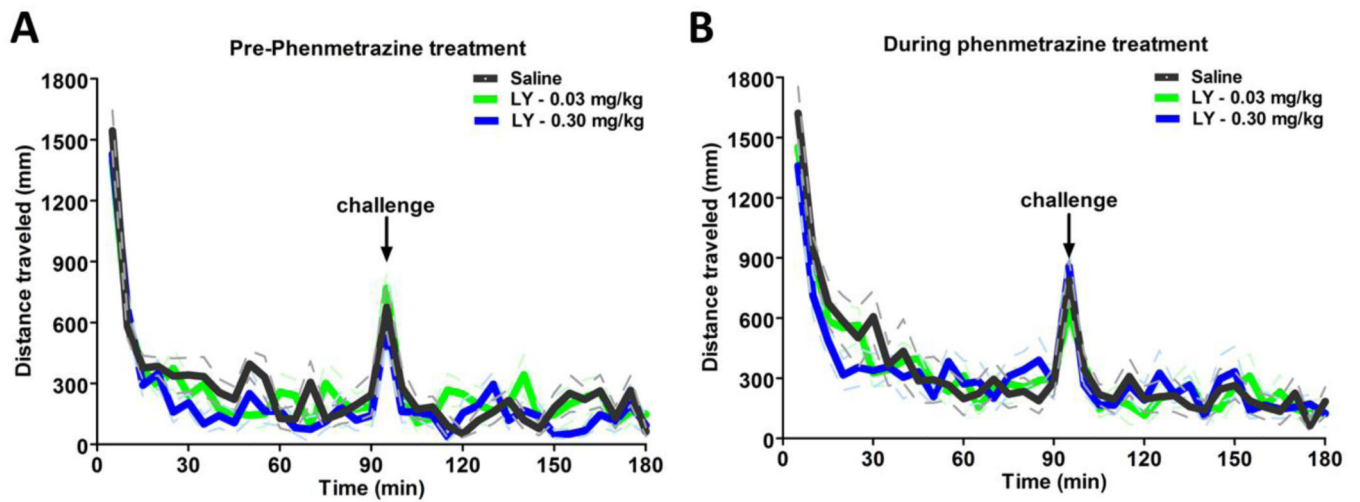 A
Pre-Phenmetrazine treatment
1800
1500
1200
900
600
300
0
Distance traveled (mm)
Saline
LY - 0.03 mg/kg
LY - 0.30 mg/kg
challenge
0 30 60 90 120 150 180
Time (min)
B
During phenmetrazine treatment
1800
1500
1200
900
600
300
0
Distance traveled (mm)
Saline
LY - 0.03 mg/kg
LY - 0.30 mg/kg
challenge
0 30 60 90 120 150 180
Time (min)